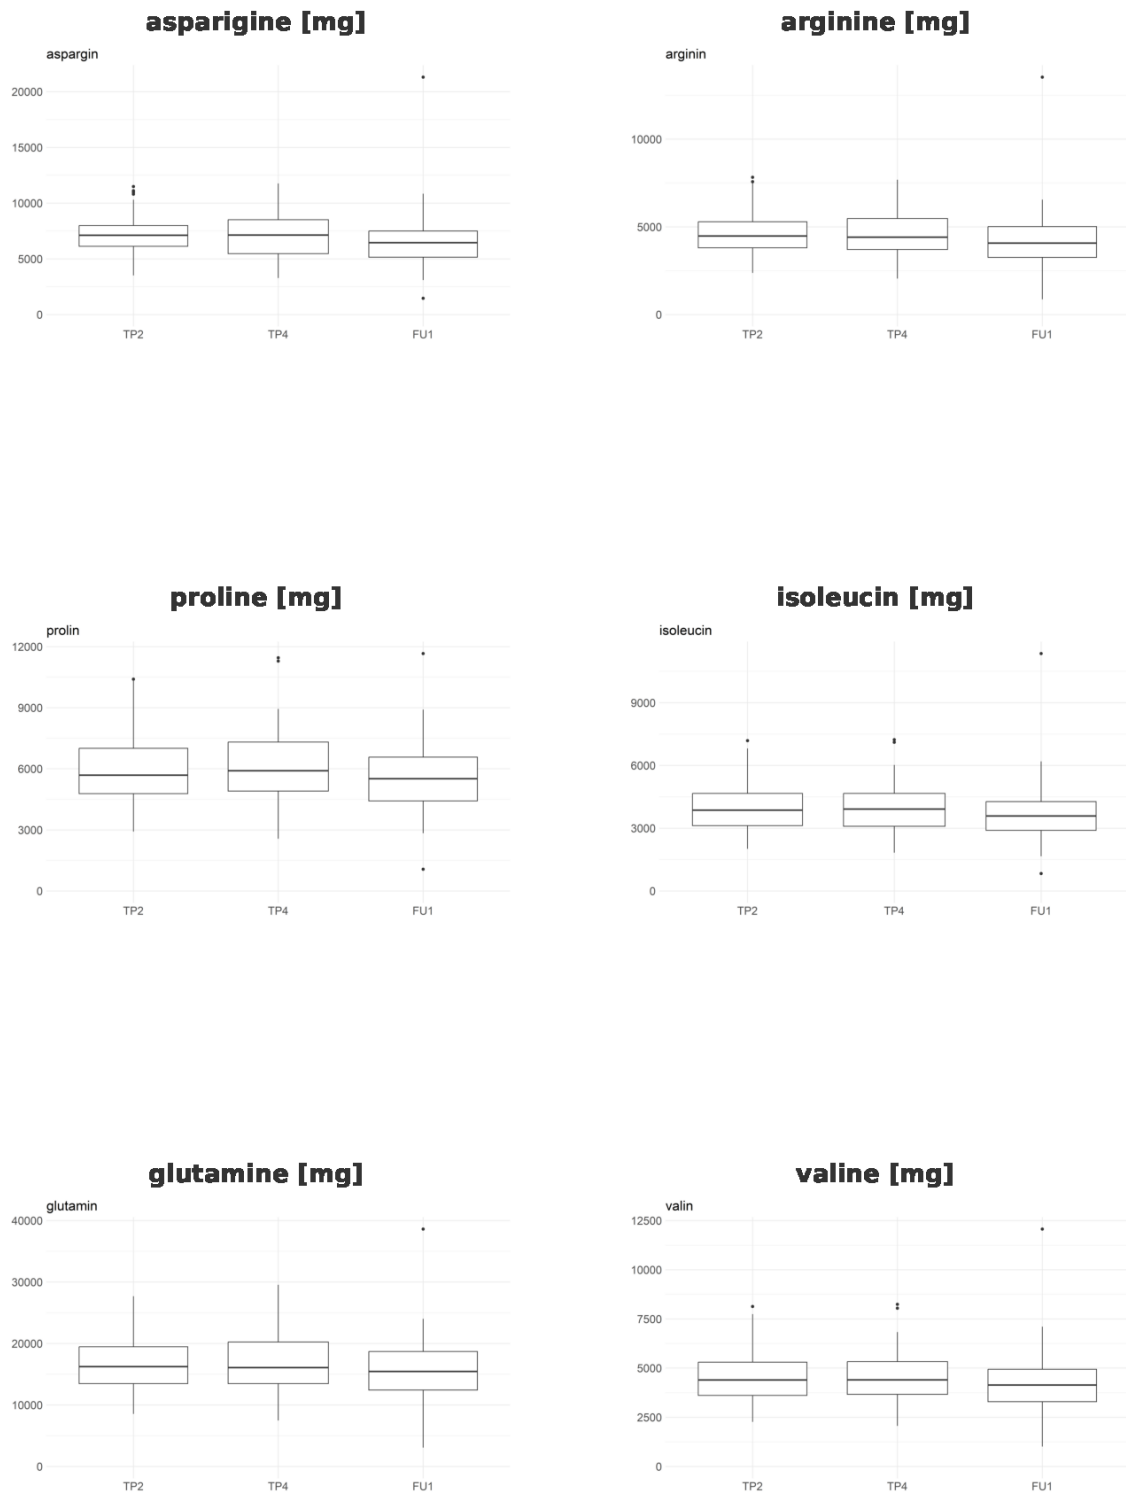 asparigine [mg]
aspargin
20000
15000
10000
5000
0
TP2 TP4 FU1
arginine [mg]
arginin
10000
5000
0
TP2 TP4 FU1
proline [mg]
prolin
12000
9000
6000
3000
0
TP2 TP4 FU1
isoleucin [mg]
isoleucin
9000
6000
3000
0
TP2 TP4 FU1
glutamine [mg]
glutamin
40000
30000
20000
10000
0
TP2 TP4 FU1
valine [mg]
valin
12500
10000
7500
5000
2500
0
TP2 TP4 FU1